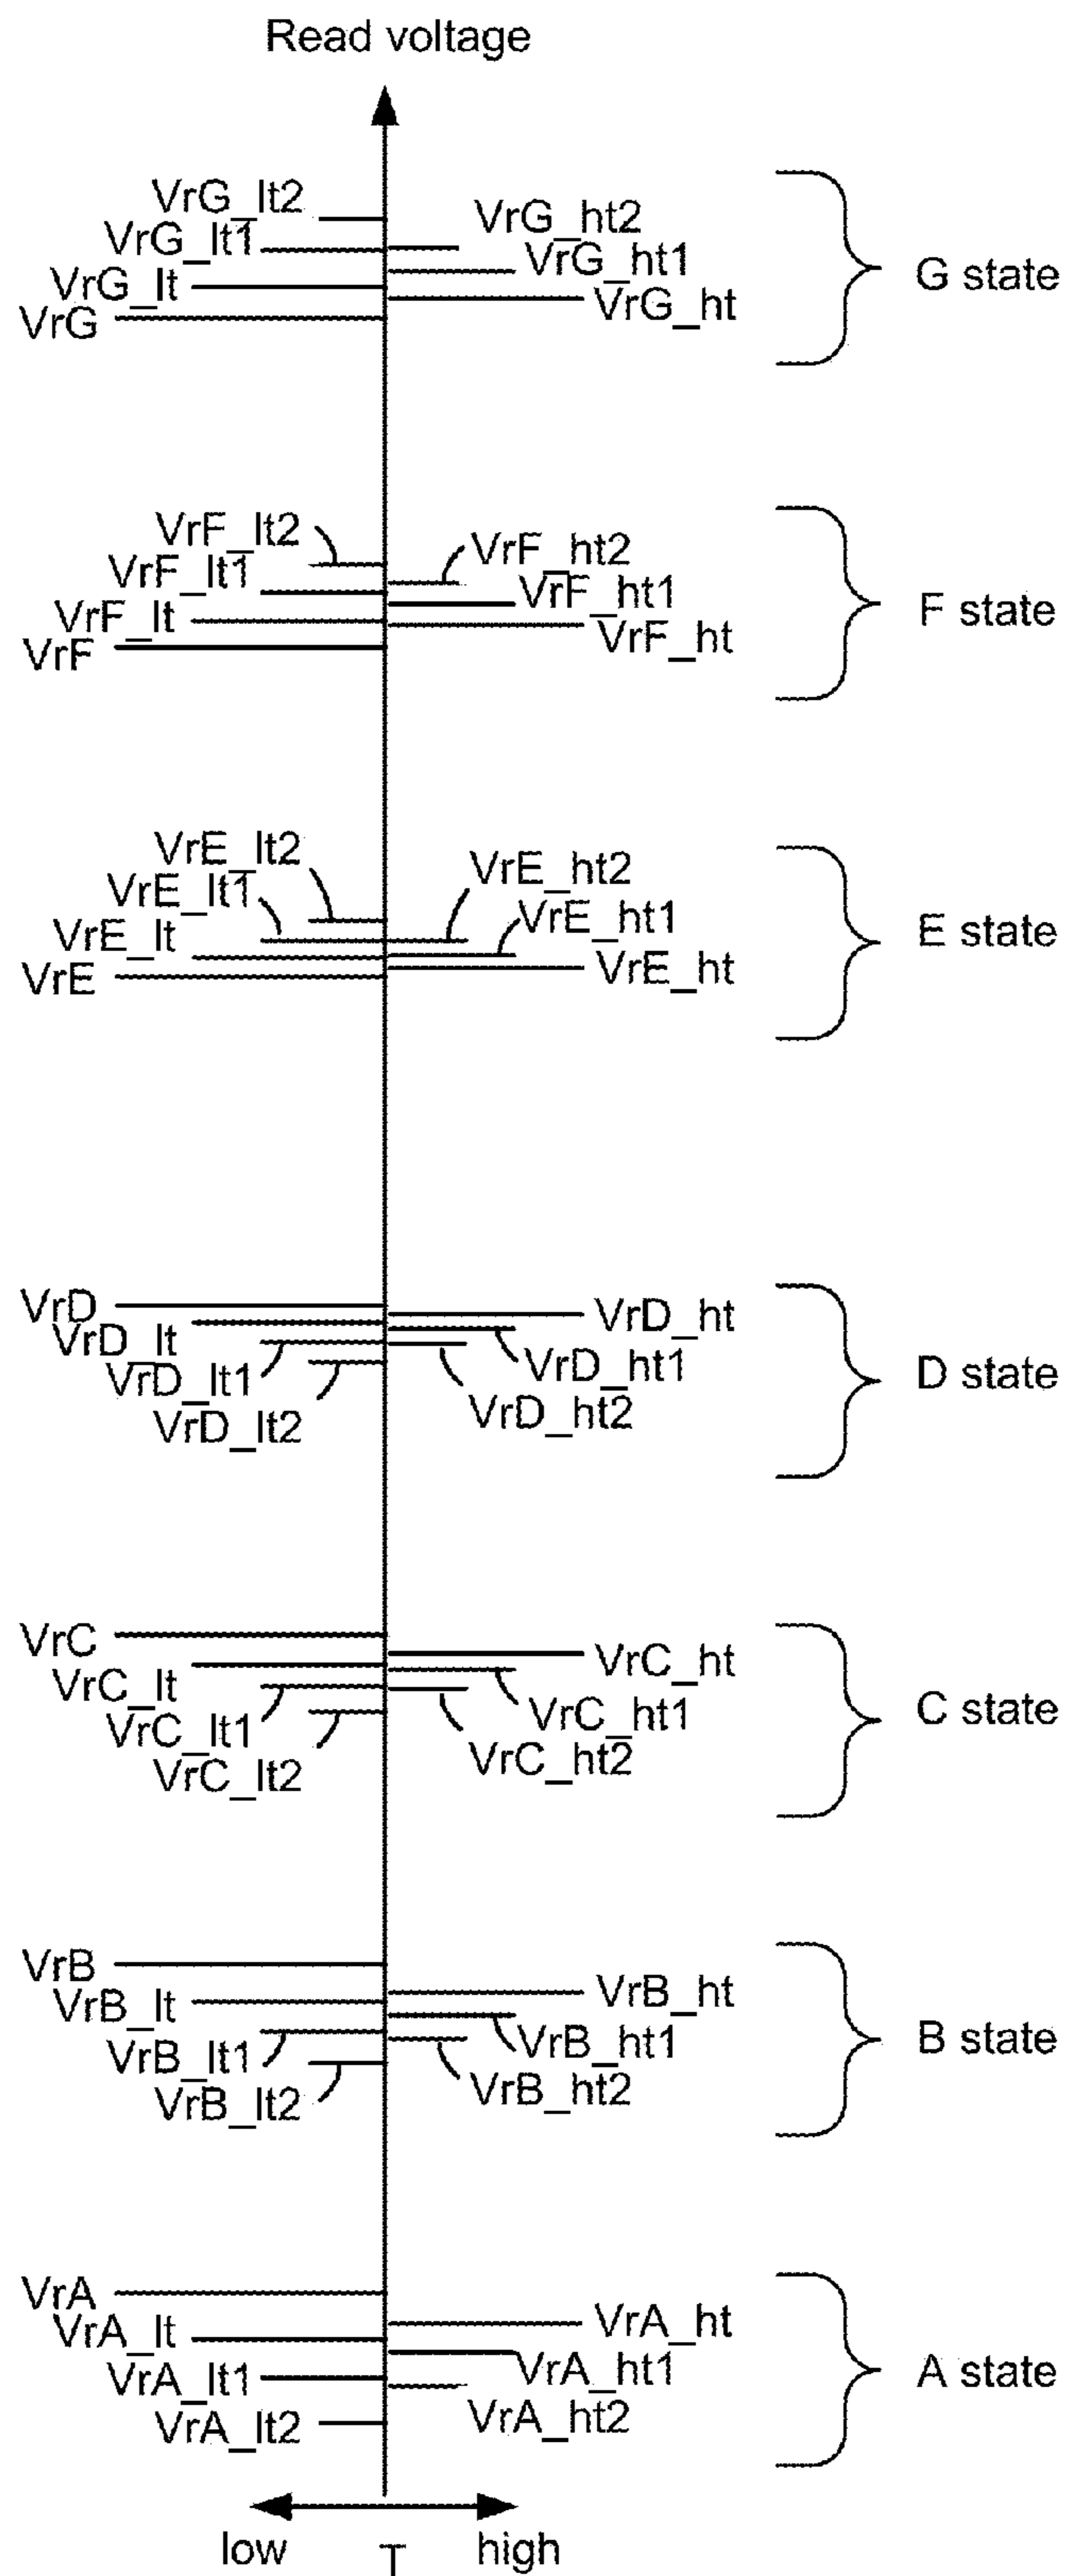 Read voltage
VrG_lt2
VrG_lt1
VrG_lt
VrG
VrG_ht2
VrG_ht1
VrG_ht
G state
VrF_lt2
VrF_lt1
VrF_lt
VrF
VrF_ht2
VrF_ht1
VrF_ht
F state
VrE_lt2
VrE_lt1
VrE_lt
VrE
VrE_ht2
VrE_ht1
VrE_ht
E state
VrD
VrD_lt
VrD_lt1
VrD_lt2
VrD_ht
VrD_ht1
VrD_ht2
D state
VrC
VrC_lt
VrC_lt1
VrC_lt2
VrC_ht
VrC_ht1
VrC_ht2
C state
VrB
VrB_lt
VrB_lt1
VrB_lt2
VrB_ht
VrB_ht1
VrB_ht2
B state
VrA
VrA_lt
VrA_lt1
VrA_lt2
VrA_ht
VrA_ht1
VrA_ht2
A state
low T high